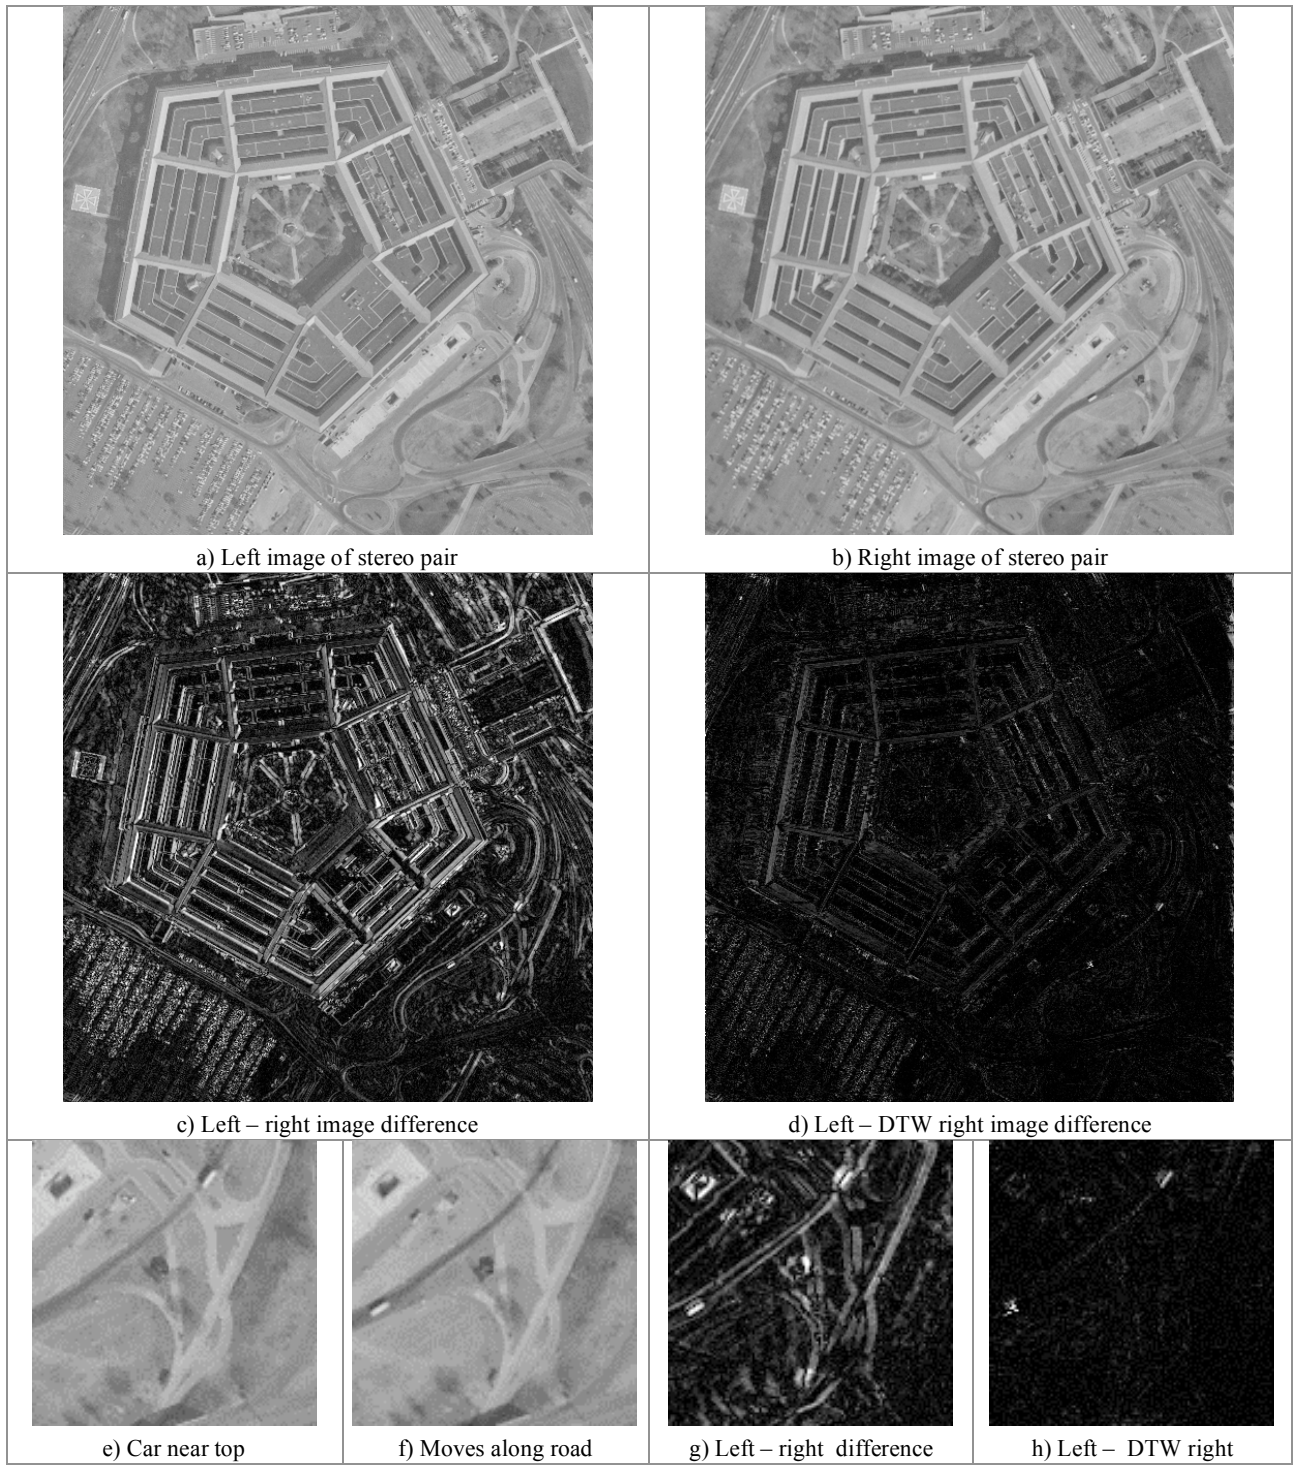 a) Left image of stereo pair
b) Right image of stereo pair
c) Left – right image difference
d) Left – DTW right image difference
e) Car near top
f) Moves along road
g) Left – right difference
h) Left – DTW right